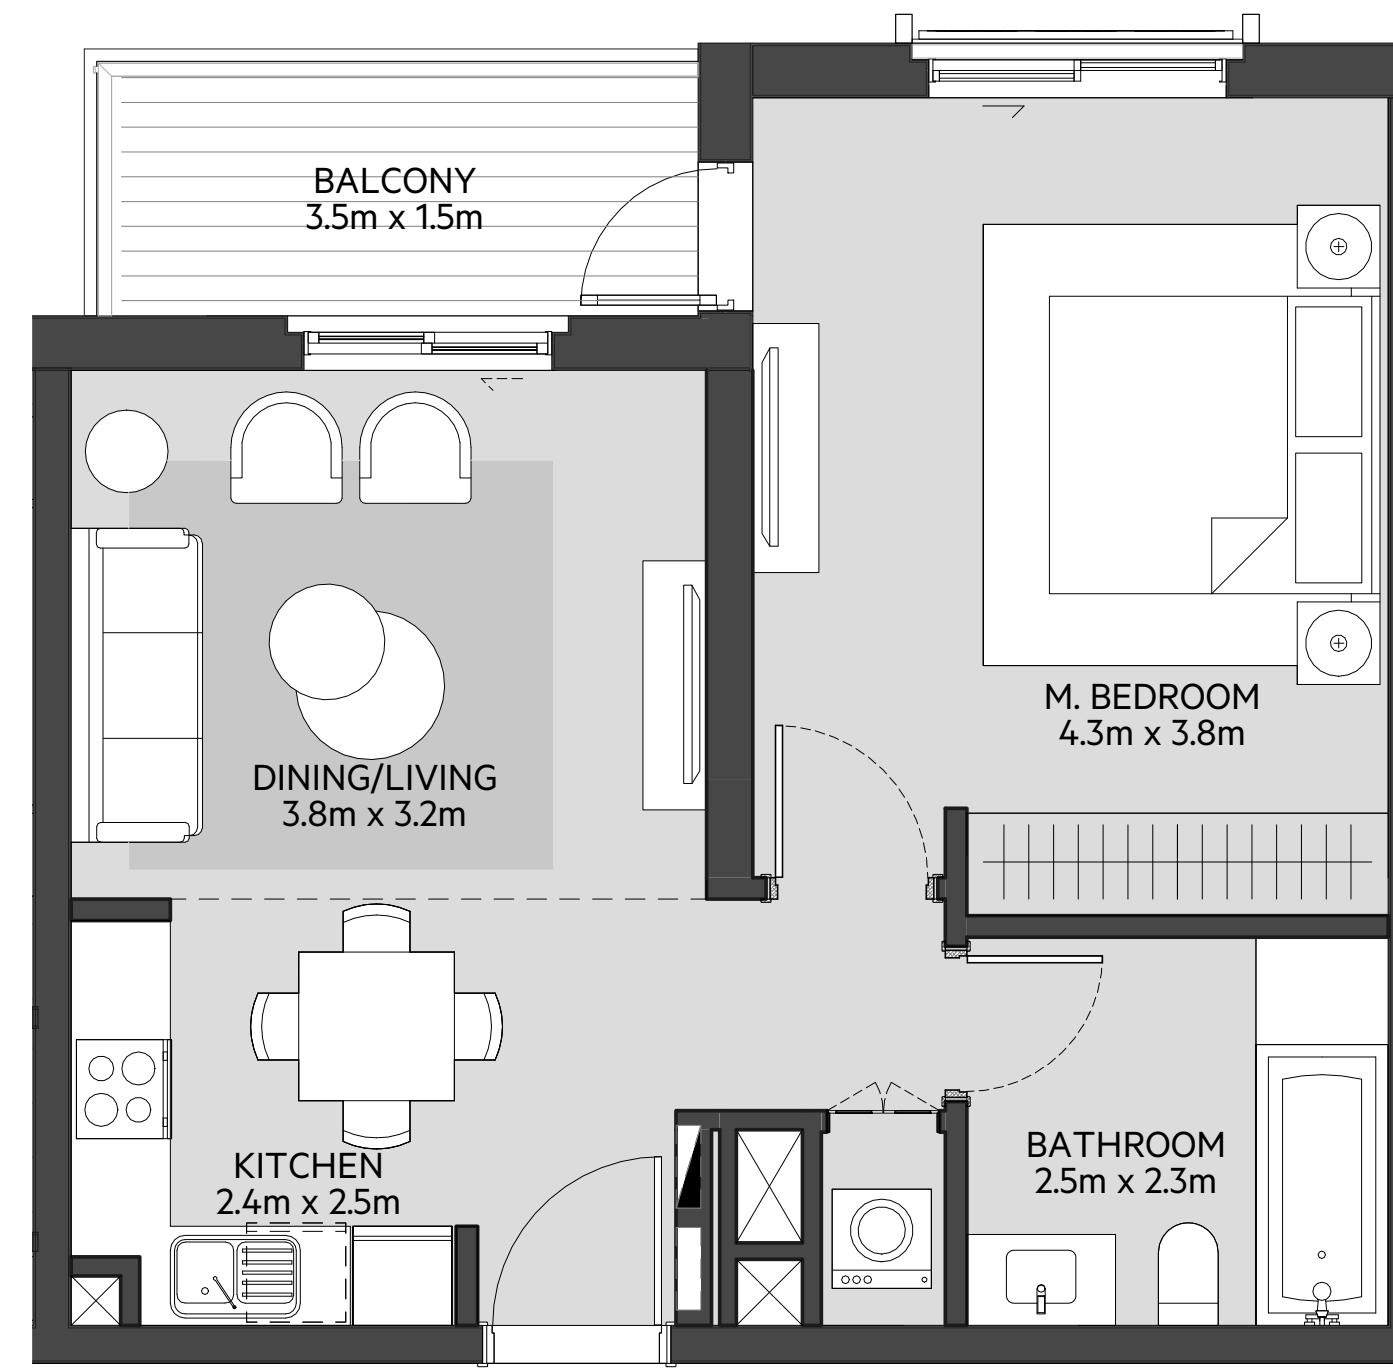 BALCONY
3.5m x 1.5m
M. BEDROOM
4.3m x 3.8m
DINING/LIVING
3.8m x 3.2m
KITCHEN
2.4m x 2.5m
BATHROOM
2.5m x 2.3m